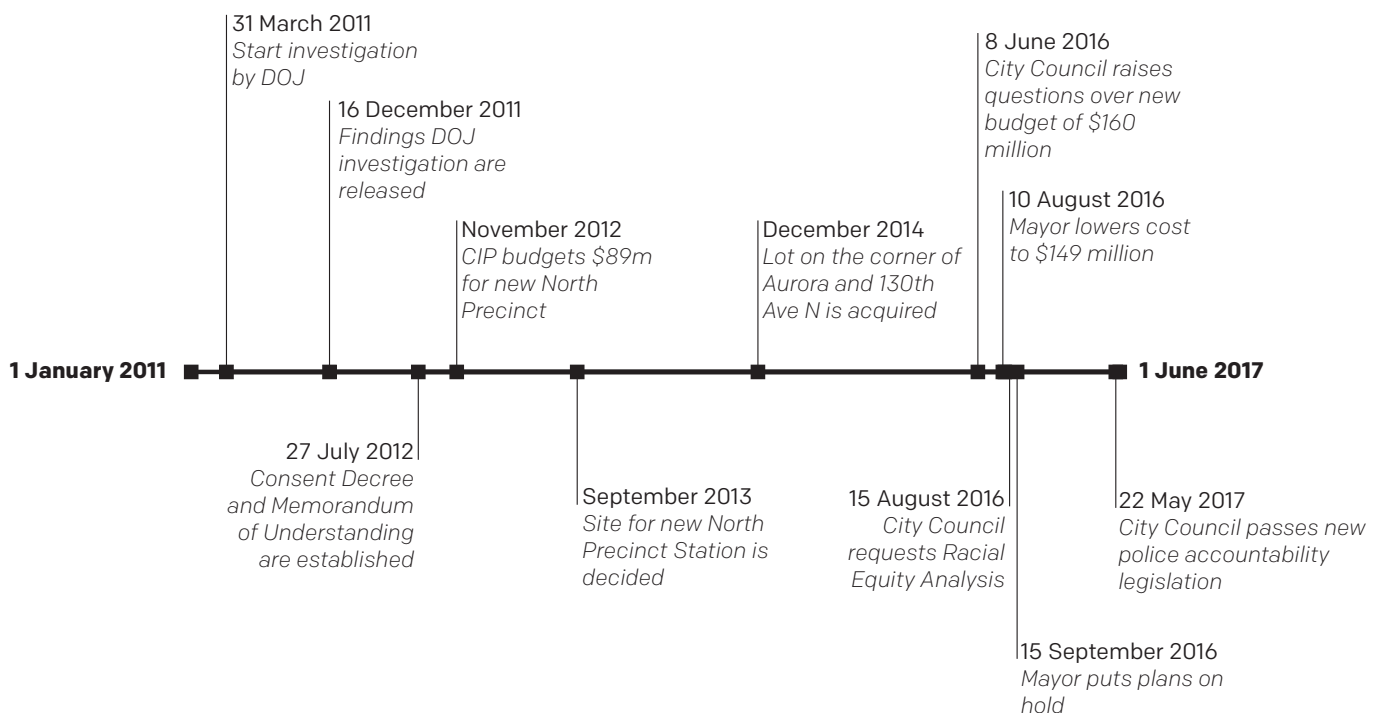 31 March 2011
Start investigation
by DOJ
16 December 2011
Findings DOJ
investigation are
released
November 2012
CIP budgets $89m
for new North
Precinct
December 2014
Lot on the corner of
Aurora and 130th
Ave N is acquired
8 June 2016
City Council raises
questions over new
budget of $160
million
10 August 2016
Mayor lowers cost
to $149 million
1 January 2011
1 June 2017
27 July 2012
Consent Decree
and Memorandum
of Understanding
are established
September 2013
Site for new North
Precinct Station is
decided
15 August 2016
City Council
requests Racial
Equity Analysis
22 May 2017
City Council passes new
police accountability
legislation
15 September 2016
Mayor puts plans on
hold